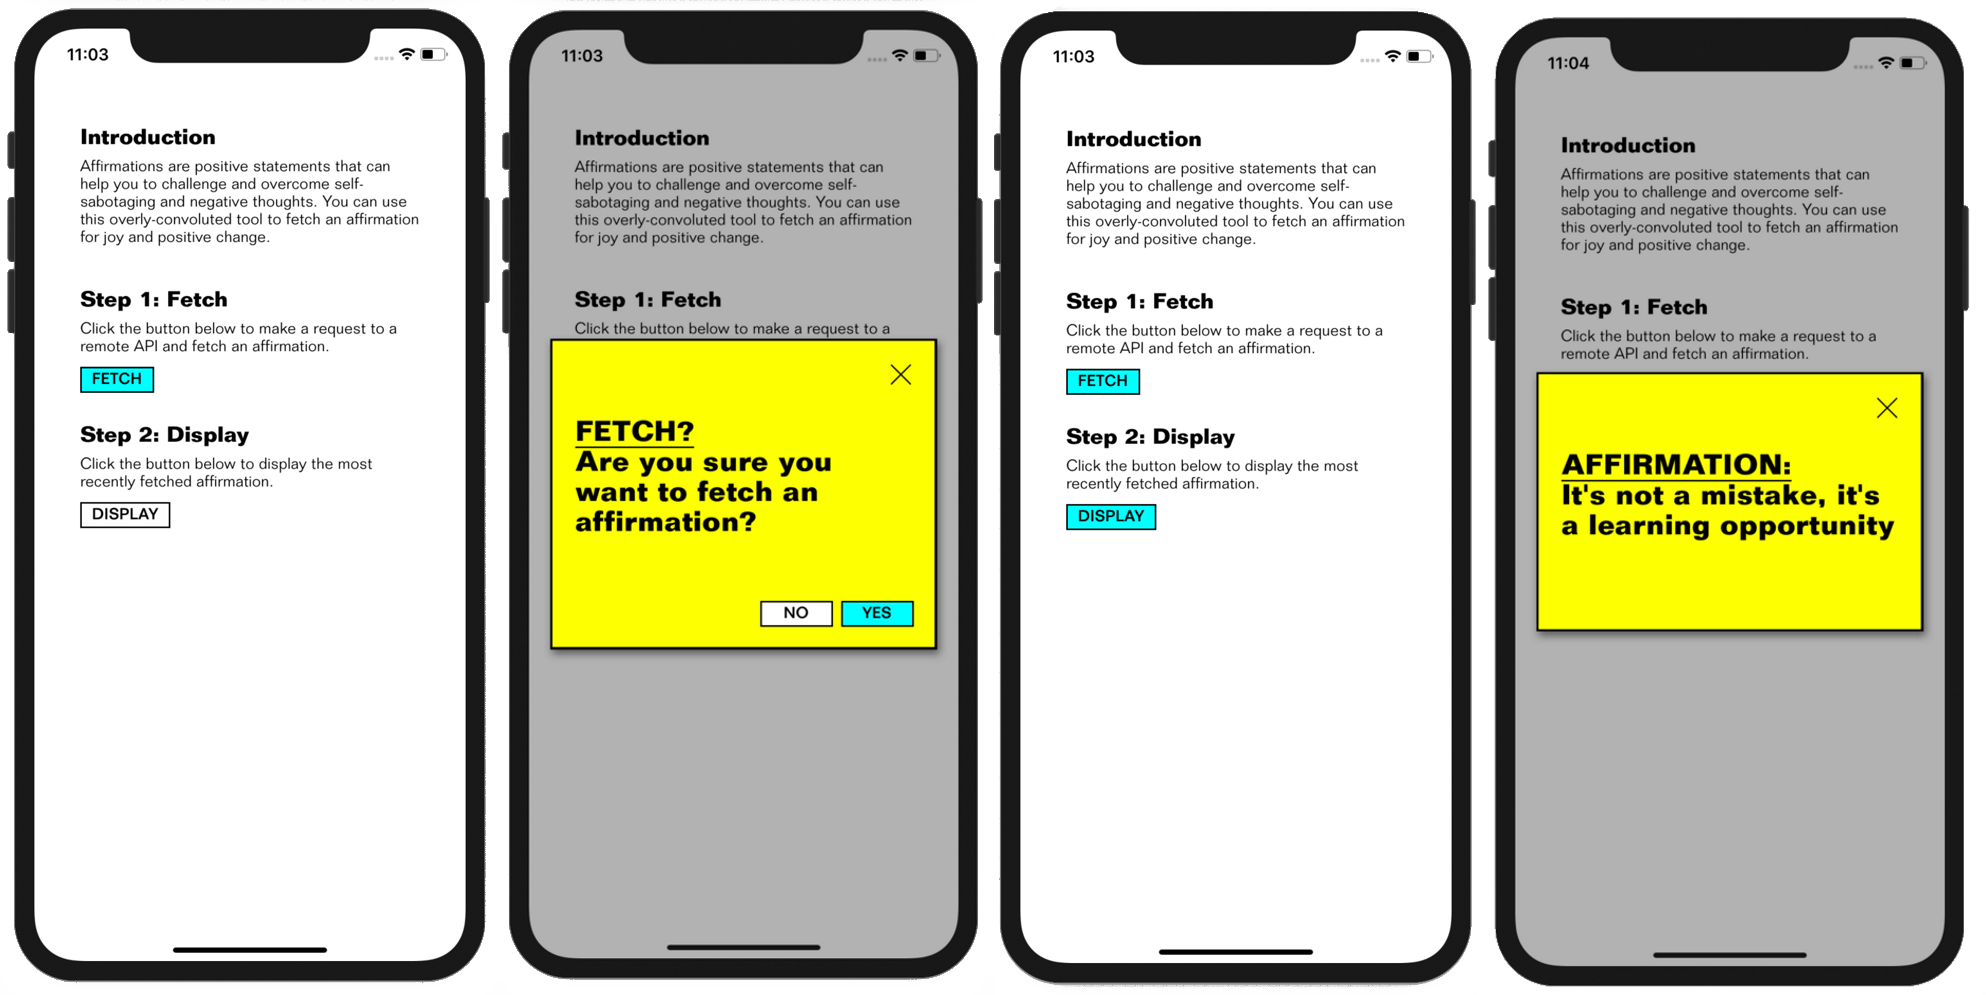 11:03
Introduction
Affirmations are positive statements that can
help you to challenge and overcome self-
sabotaging and negative thoughts. You can use
this overly-convoluted tool to fetch an affirmation
for joy and positive change.
Step 1: Fetch
Click the button below to make a request to a
remote API and fetch an affirmation.
FETCH
Step 2: Display
Click the button below to display the most
recently fetched affirmation.
DISPLAY
11:03
Introduction
Affirmations are positive statements that can
help you to challenge and overcome self-
sabotaging and negative thoughts. You can use
this overly-convoluted tool to fetch an affirmation
for joy and positive change.
Step 1: Fetch
Click the button below to make a request to a
FETCH?
Are you sure you
want to fetch an
affirmation?
NO YES
11:03
Introduction
Affirmations are positive statements that can
help you to challenge and overcome self-
sabotaging and negative thoughts. You can use
this overly-convoluted tool to fetch an affirmation
for joy and positive change.
Step 1: Fetch
Click the button below to make a request to a
remote API and fetch an affirmation.
FETCH
Step 2: Display
Click the button below to display the most
recently fetched affirmation.
DISPLAY
11:04
Introduction
Affirmations are positive statements that can
help you to challenge and overcome self-
sabotaging and negative thoughts. You can use
this overly-convoluted tool to fetch an affirmation
for joy and positive change.
Step 1: Fetch
Click the button below to make a request to a
remote API and fetch an affirmation.
AFFIRMATION:
It's not a mistake, it's
a learning opportunity